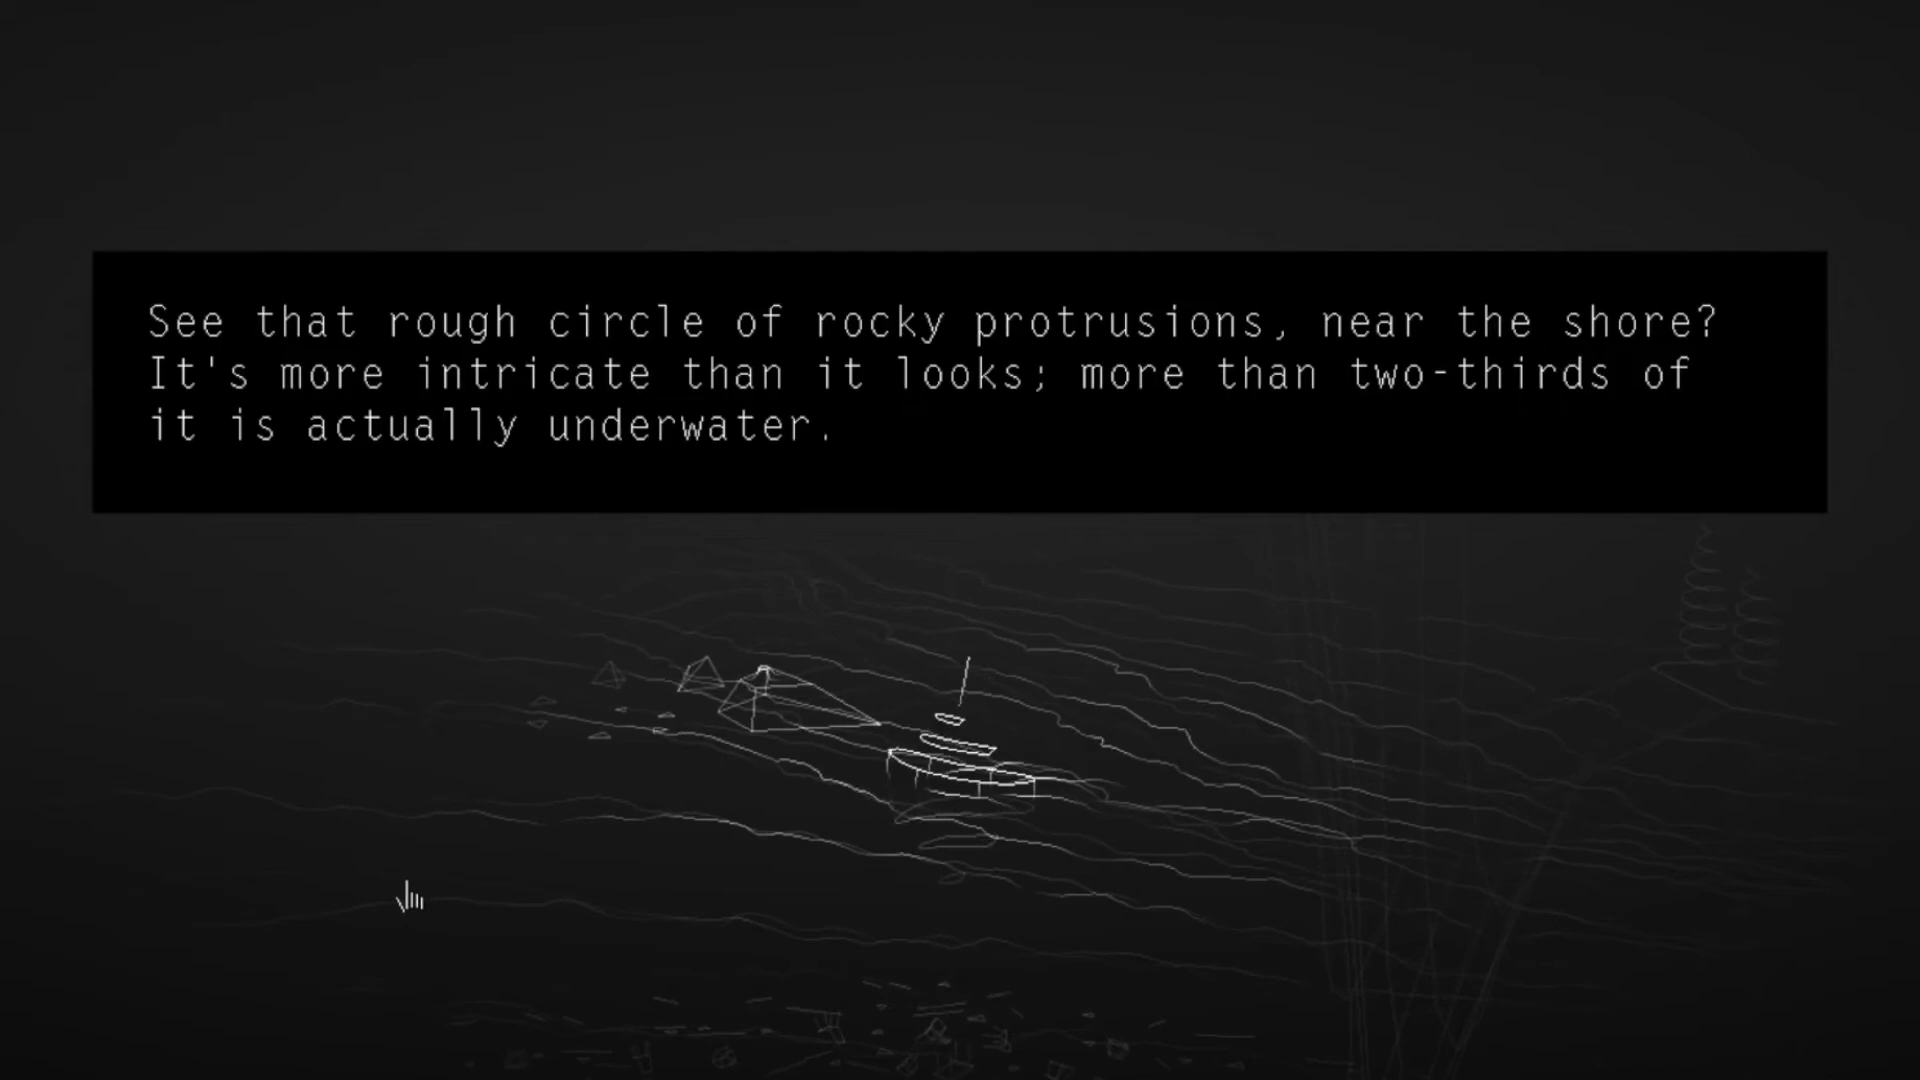 See that rough circle of rocky protrusions, near the shore?
It's more intricate than it looks; more than two-thirds of
it is actually underwater.